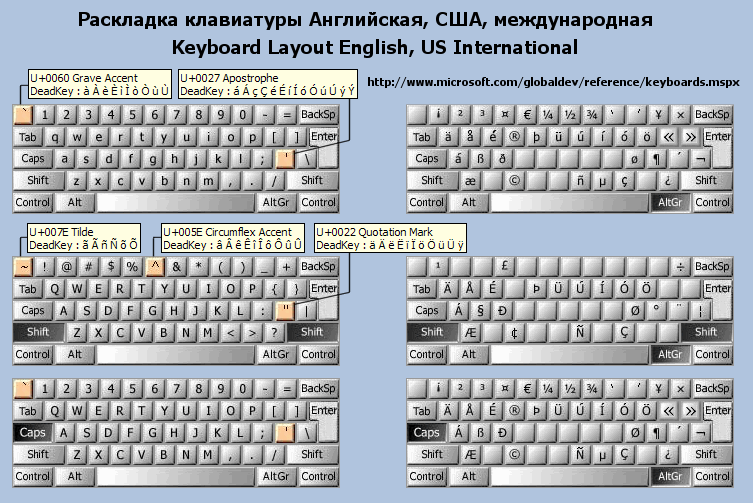 Раскладка клавиатуры Английская, США, международная
Keyboard Layout English, US International
U+0060 Grave Accent
DeadKey : à À è È ì Ì ò Ò ù Ù
U+0027 Apostrophe
DeadKey : á Á ç Ç é É í Í ó Ó ú Ú ý Ý
http://www.microsoft.com/globaldev/reference/keyboards.mspx
` 1 2 3 4 5 6 7 8 9 0 - = BackSp
Tab q w e r t y u i o p [ ] Enter
Caps a s d f g h j k l ; ' \
Shift z x c v b n m , . / Shift
Control Alt AltGr Control
¡ ² ³ ¤ € ¼ ½ ¾ ‘ ’ ¥ × BackSp
Tab ä å é ® þ ü ú í ó ö « » Enter
Caps á ß ð ø ¶ ´ ¬
Shift æ © ñ µ ç ¿ Shift
Control Alt AltGr Control
U+007E Tilde
DeadKey : ã Ã ñ Ñ õ Õ
U+005E Circumflex Accent
DeadKey : â Â ê Ê î Î ô Ô û Û
U+0022 Quotation Mark
DeadKey : ä Ä ë Ë ï Ï ö Ö ü Ü ÿ
~ ! @ # $ % ^ & * ( ) _ + BackSp
Tab Q W E R T Y U I O P { } Enter
Caps A S D F G H J K L : " |
Shift Z X C V B N M < > ? Shift
Control Alt AltGr Control
¹ £ ÷ BackSp
Tab Ä Å É Þ Ü Ú Í Ó Ö Enter
Caps Á § Ð Ø ° ¨ ¦
Shift Æ ¢ Ñ Ç Shift
Control Alt AltGr Control
` 1 2 3 4 5 6 7 8 9 0 - = BackSp
Tab Q W E R T Y U I O P [ ] Enter
Caps A S D F G H J K L ; ' \
Shift Z X C V B N M , . / Shift
Control Alt AltGr Control
¡ ² ³ ¤ € ¼ ½ ¾ ‘ ’ ¥ × BackSp
Tab Ä Å É ® Þ Ü Ú Í Ó Ö « » Enter
Caps Á ß Ð Ø ¶ ´ ¬
Shift Æ © Ñ µ Ç ¿ Shift
Control Alt AltGr Control